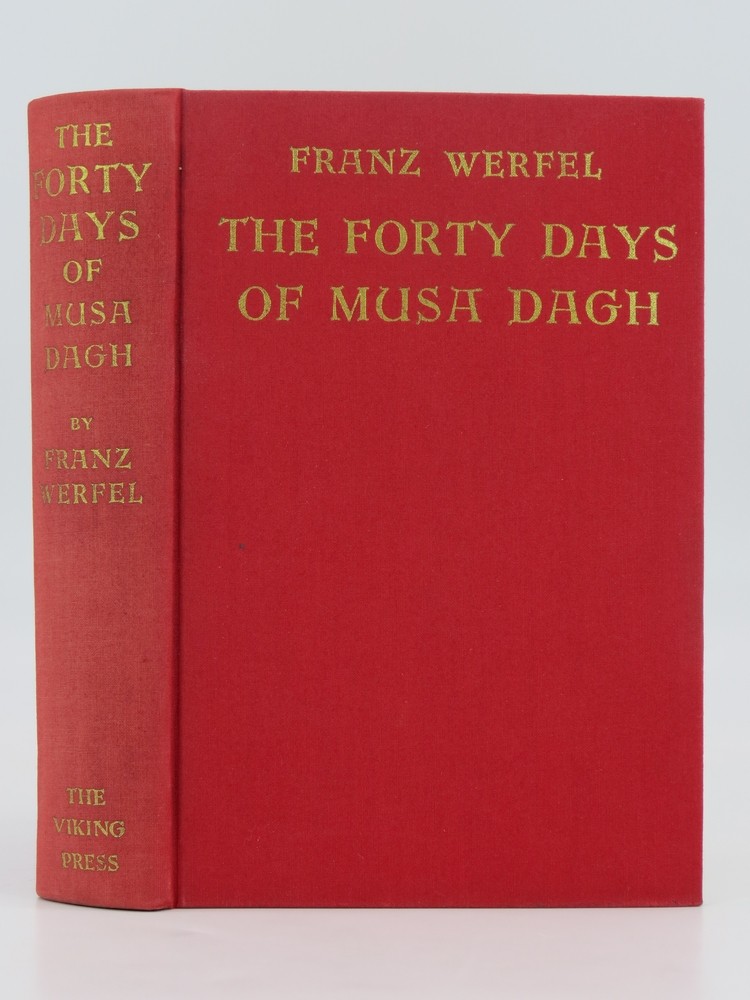 THE
FORTY
DAYS
OF
MUSA
DAGH
BY
FRANZ
WERFEL
THE
VIKING
PRESS
FRANZ WERFEL
THE FORTY DAYS
OF MUSA DAGH